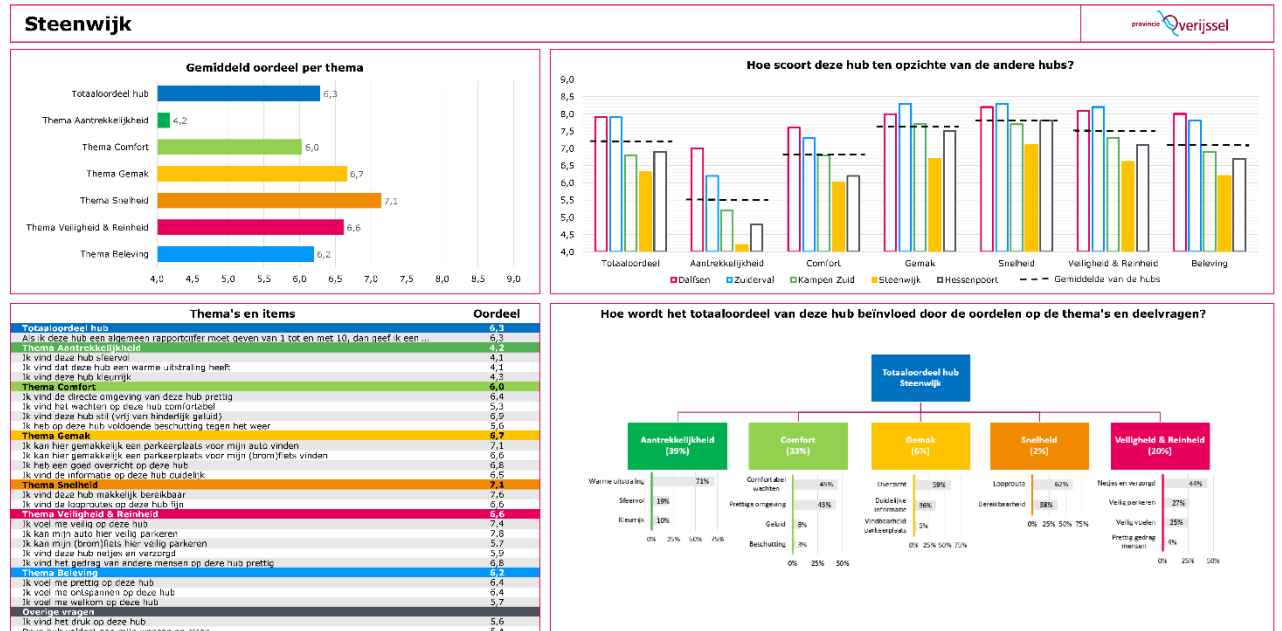 Steenwijk
provincie Overijssel
Gemiddeld oordeel per thema
Totaaloordeel hub 6,3
Thema Aantrekkelijkheid 4,2
Thema Comfort 6,0
Thema Gemak 6,7
Thema Snelheid 7,1
Thema Veiligheid & Reinheid 6,6
Thema Beleving 6,2
4,0 4,5 5,0 5,5 6,0 6,5 7,0 7,5 8,0 8,5 9,0
Hoe scoort deze hub ten opzichte van de andere hubs?
9,0
8,5
8,0
7,5
7,0
6,5
6,0
5,5
5,0
4,5
4,0
Totaaloordeel Aantrekkelijkheid Comfort Gemak Snelheid Veiligheid & Reinheid Beleving
Dalfsen Zuiderval Kampen Zuid Steenwijk Hessenpoort Gemiddelde van de hubs
Thema's en items Oordeel
Totaaloordeel hub 6,3
Als ik deze hub een algemeen rapportcijfer moet geven van 1 tot en met 10, dan geef ik een ... 6,3
Thema Aantrekkelijkheid 4,2
Ik vind deze hub sfeervol 4,1
Ik vind dat deze hub een warme uitstraling heeft 4,1
Ik vind deze hub kleurrijk 4,3
Thema Comfort 6,0
Ik vind de directe omgeving van deze hub prettig 6,4
Ik vind het wachten op deze hub comfortabel 5,3
Ik vind deze hub stil (vrij van hinderlijk geluid) 6,9
Ik heb op deze hub voldoende beschutting tegen het weer 5,6
Thema Gemak 6,7
Ik kan hier gemakkelijk een parkeerplaats voor mijn auto vinden 7,1
Ik kan hier gemakkelijk een parkeerplaats voor mijn (brom)fiets vinden 6,6
Ik heb een goed overzicht op deze hub 6,8
Ik vind de informatie op deze hub duidelijk 6,5
Thema Snelheid 7,1
Ik vind deze hub makkelijk bereikbaar 7,6
Ik vind de looproutes op deze hub fijn 6,6
Thema Veiligheid & Reinheid 6,6
Ik voel me veilig op deze hub 7,4
Ik kan mijn auto hier veilig parkeren 7,8
Ik kan mijn (brom)fiets hier veilig parkeren 5,7
Ik vind deze hub netjes en verzorgd 5,9
Ik vind het gedrag van andere mensen op deze hub prettig 6,8
Thema Beleving 6,2
Ik voel me prettig op deze hub 6,4
Ik voel me ontspannen op deze hub 6,4
Ik voel me welkom op deze hub 5,7
Overige vragen
Ik vind het druk op deze hub 5,6
Hoe wordt het totaaloordeel van deze hub beïnvloed door de oordelen op de thema's en deelvragen?
Totaaloordeel hub
Steenwijk
Aantrekkelijkheid
(39%)
Warme uitstraling 71%
Sfeervol 19%
Kleurrijk 10%
0% 25% 50% 75%
Comfort
(33%)
Comfortabel
wachten 45%
Prettige omgeving 43%
Geluid 8%
Beschutting 3%
0% 25% 50%
Gemak
(6%)
Overzicht 59%
Duidelijke
informatie 36%
Vindbaarheid
parkeerplaats 5%
0% 25% 50% 75%
Snelheid
(2%)
Looproute 62%
Bereikbaarheid 38%
0% 25% 50% 75%
Veiligheid & Reinheid
(20%)
Netjes en verzorgd 44%
Veilig parkeren 27%
Veilig voelen 25%
Prettig gedrag
mensen 4%
0% 25% 50%